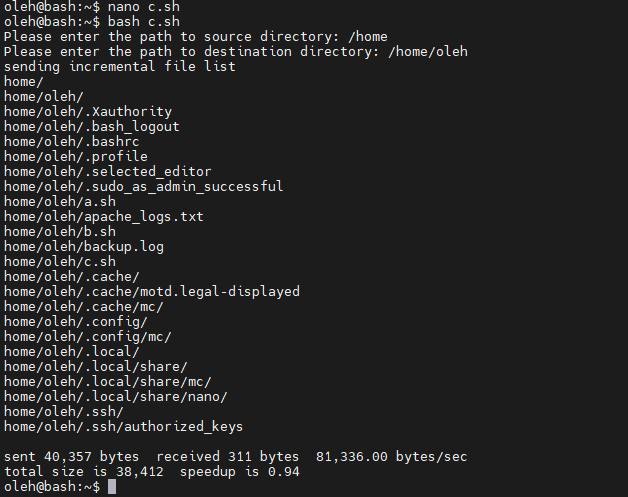 oleh@bash:~$ nano c.sh
oleh@bash:~$ bash c.sh
Please enter the path to source directory: /home
Please enter the path to destination directory: /home/oleh
sending incremental file list
home/
home/oleh/
home/oleh/.Xauthority
home/oleh/.bash_logout
home/oleh/.bashrc
home/oleh/.profile
home/oleh/.selected_editor
home/oleh/.sudo_as_admin_successful
home/oleh/a.sh
home/oleh/apache_logs.txt
home/oleh/b.sh
home/oleh/backup.log
home/oleh/c.sh
home/oleh/.cache/
home/oleh/.cache/motd.legal-displayed
home/oleh/.cache/mc/
home/oleh/.config/
home/oleh/.config/mc/
home/oleh/.local/
home/oleh/.local/share/
home/oleh/.local/share/mc/
home/oleh/.local/share/nano/
home/oleh/.ssh/
home/oleh/.ssh/authorized_keys
sent 40,357 bytes  received 311 bytes  81,336.00 bytes/sec
total size is 38,412  speedup is 0.94
oleh@bash:~$